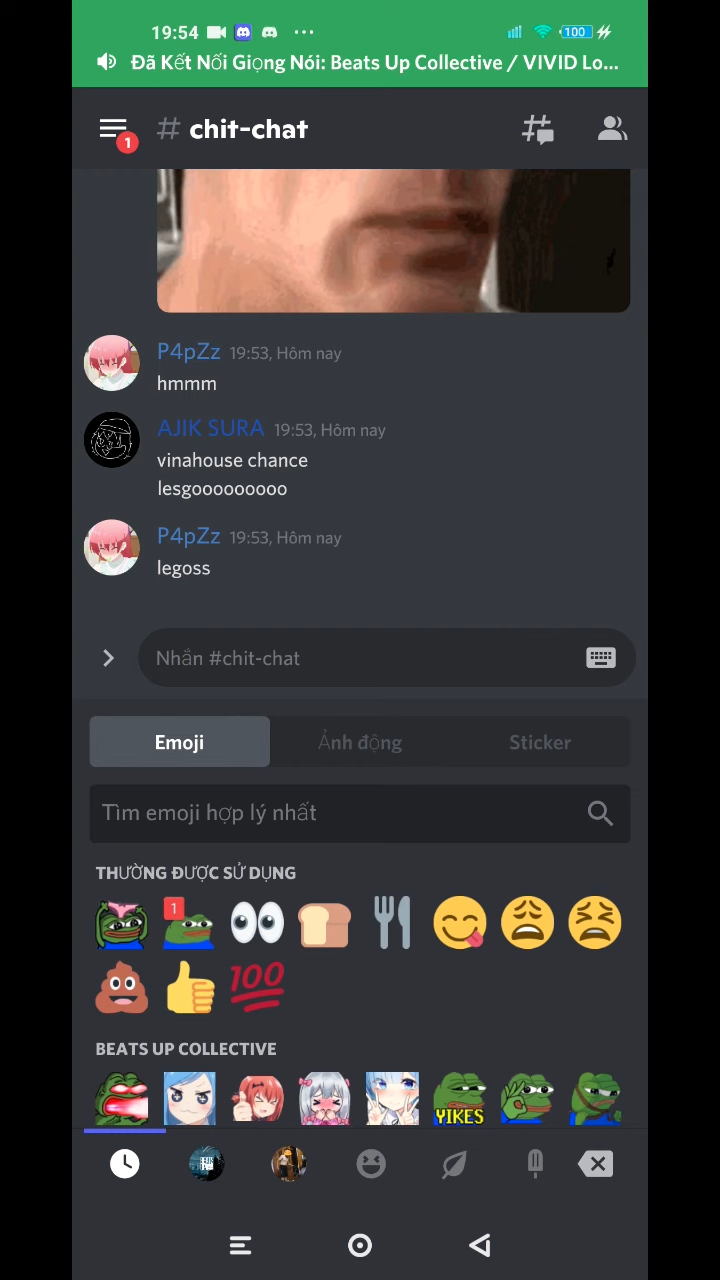 19:54
100
Đã Kết Nối Giọng Nói: Beats Up Collective / VIVID Lo...
1
# chit-chat
P4pZz 19:53, Hôm nay
hmmm
AJIK SURA 19:53, Hôm nay
vinahouse chance
lesgooooooooo
P4pZz 19:53, Hôm nay
legoss
Nhắn #chit-chat
Emoji Ảnh động Sticker
Tìm emoji hợp lý nhất
THƯỜNG ĐƯỢC SỬ DỤNG
1
100
BEATS UP COLLECTIVE
YIKES